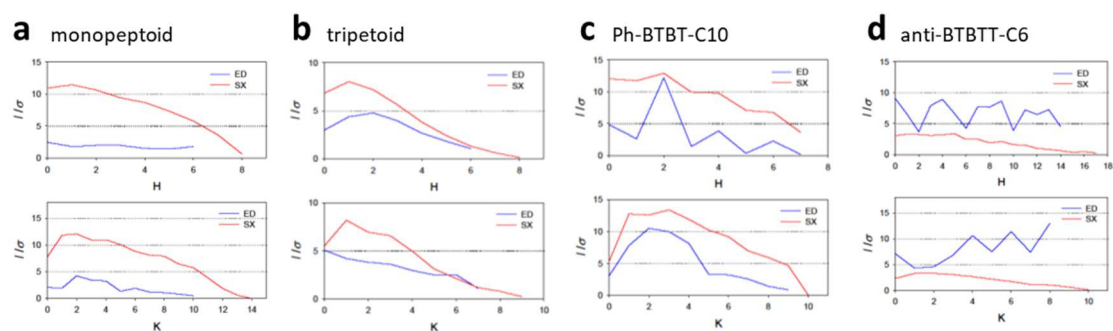 a monopeptoid
b tripetoid
c Ph-BTBT-C10
d anti-BTBTT-C6
15
10
5
0
I / σ
ED
SX
0 2 4 6 8
H
10
5
0
I / σ
ED
SX
0 2 4 6 8
H
15
10
5
0
I / σ
ED
SX
0 2 4 6 8
H
15
10
5
0
I / σ
ED
SX
0 2 4 6 8 10 12 14 16 18
H
15
10
5
0
I / σ
ED
SX
0 2 4 6 8 10 12 14
K
10
5
0
I / σ
ED
SX
0 2 4 6 8 10
K
15
10
5
0
I / σ
ED
SX
0 2 4 6 8 10
K
15
10
5
0
I / σ
ED
SX
0 2 4 6 8 10
K